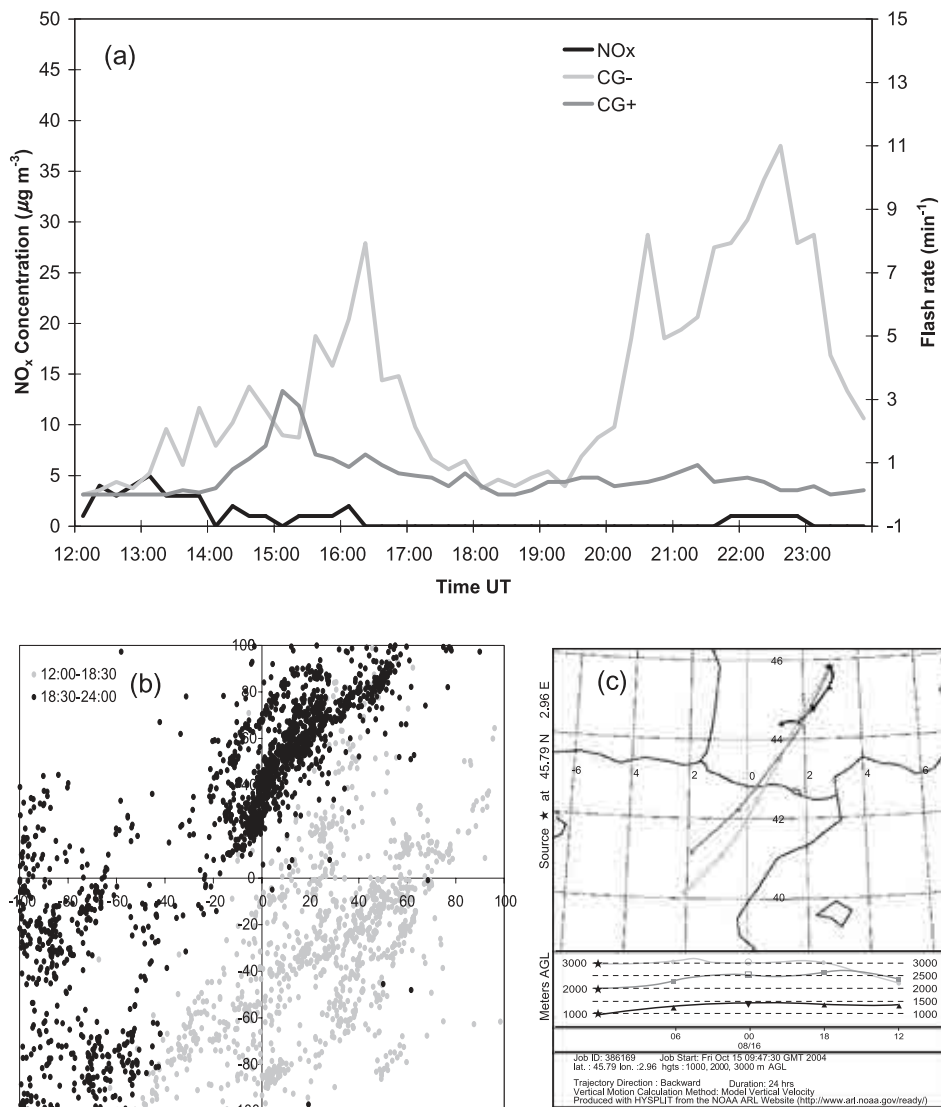 (a)
NOx
CG-
CG+
50
45
40
35
30
25
20
15
10
5
0
15
13
11
9
7
5
3
1
-1
NOx Concentration (µg m-3)
Flash rate (min-1)
12:00 13:00 14:00 15:00 16:00 17:00 18:00 19:00 20:00 21:00 22:00 23:00
Time UT
(b)
12:00-18:30
18:30-24:00
100
80
60
40
20
-100 -80 -60 -40 -20 0 20 40 60 80 100
-20
-40
-60
-80
-100
(c)
Source ★ at 45.79 N 2.96 E
46
44
-6 -4 -2 0 2 4 6
42
40
Meters AGL
3000 3000
2500
2000 2000
1500
1000 1000
06 00 18 12
08/16
Job ID: 386169 Job Start: Fri Oct 15 09:47:30 GMT 2004
lat. : 45.79 lon. :2.96 hgts : 1000, 2000, 3000 m AGL
Trajectory Direction : Backward Duration: 24 hrs
Vertical Motion Calculation Method: Model Vertical Velocity
Produced with HYSPLIT from the NOAA ARL Website (http://www.arl.noaa.gov/ready/)